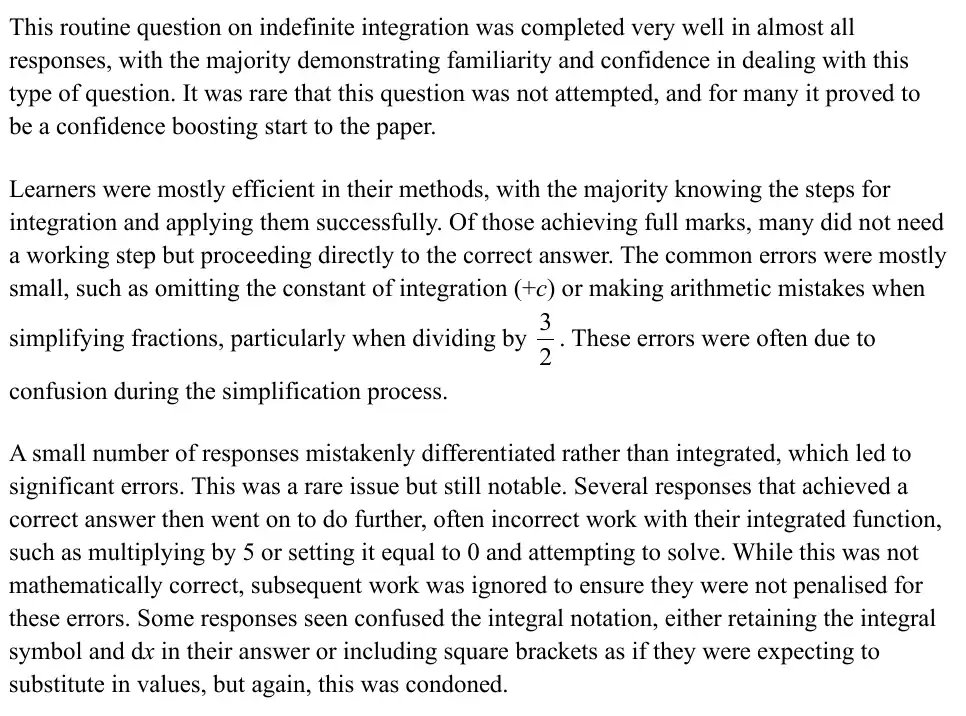 This routine question on indefinite integration was completed very well in almost all
responses, with the majority demonstrating familiarity and confidence in dealing with this
type of question. It was rare that this question was not attempted, and for many it proved to
be a confidence boosting start to the paper.
Learners were mostly efficient in their methods, with the majority knowing the steps for
integration and applying them successfully. Of those achieving full marks, many did not need
a working step but proceeding directly to the correct answer. The common errors were mostly
small, such as omitting the constant of integration (+c) or making arithmetic mistakes when
simplifying fractions, particularly when dividing by 3/2. These errors were often due to
confusion during the simplification process.
A small number of responses mistakenly differentiated rather than integrated, which led to
significant errors. This was a rare issue but still notable. Several responses that achieved a
correct answer then went on to do further, often incorrect work with their integrated function,
such as multiplying by 5 or setting it equal to 0 and attempting to solve. While this was not
mathematically correct, subsequent work was ignored to ensure they were not penalised for
these errors. Some responses seen confused the integral notation, either retaining the integral
symbol and dx in their answer or including square brackets as if they were expecting to
substitute in values, but again, this was condoned.